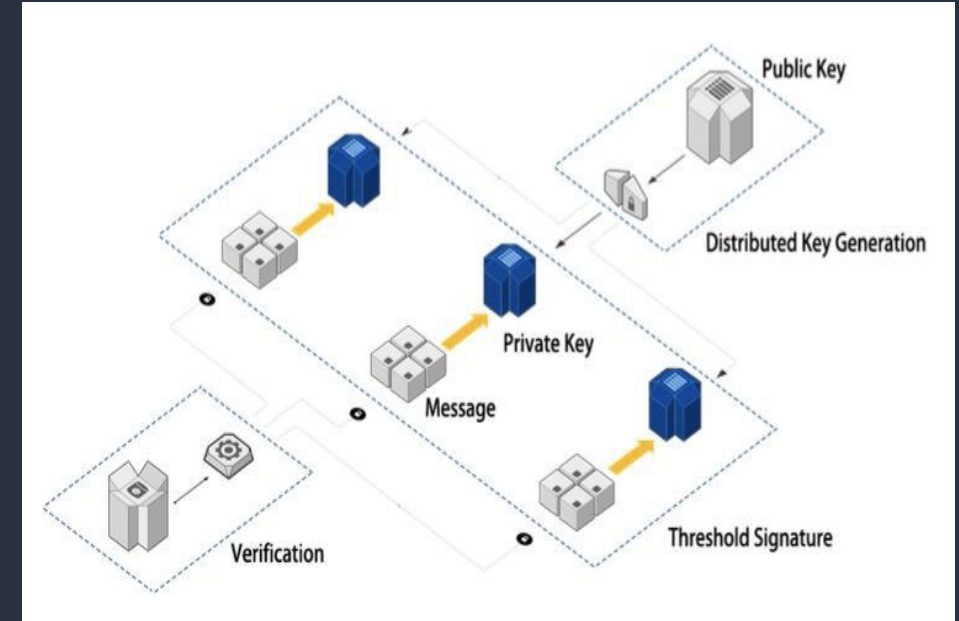 Public Key
Distributed Key Generation
Private Key
Message
Threshold Signature
Verification